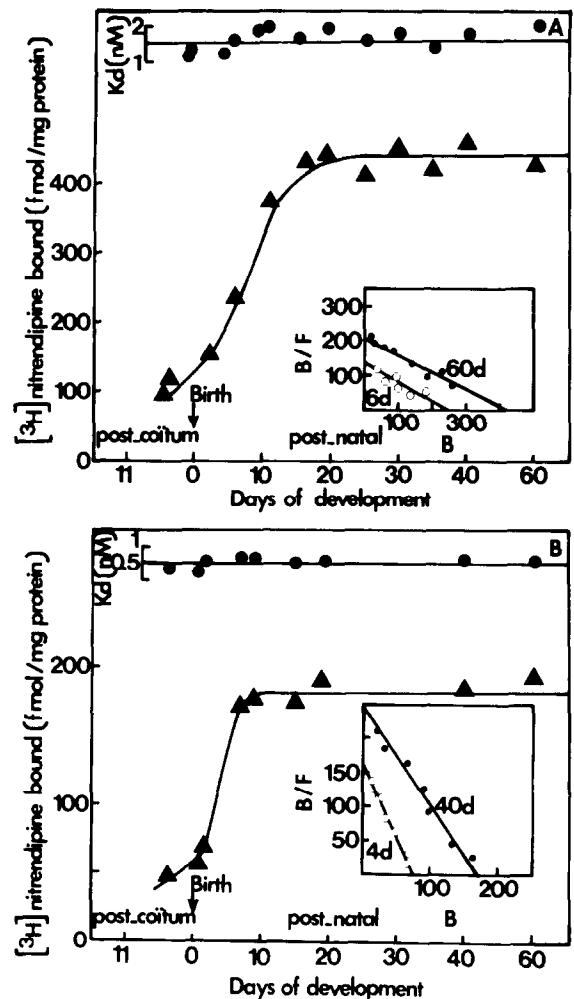 A
Kd(nM)
2
1
[³H] nitrendipine bound (fmol/mg protein)
400
300
200
100
0
Birth
post_coïtum
post_natal
11 0 10 20 30 40 50 60
Days of development
B/F
300
200
100
60d
6d
100 200 400
B
B
Kd(nM)
1
0.5
[³H] nitrendipine bound (fmol/mg protein)
200
100
0
Birth
post_coïtum
post_natal
11 0 10 20 30 40 50 60
Days of development
B/F
150
100
50
40d
4d
100 200
B